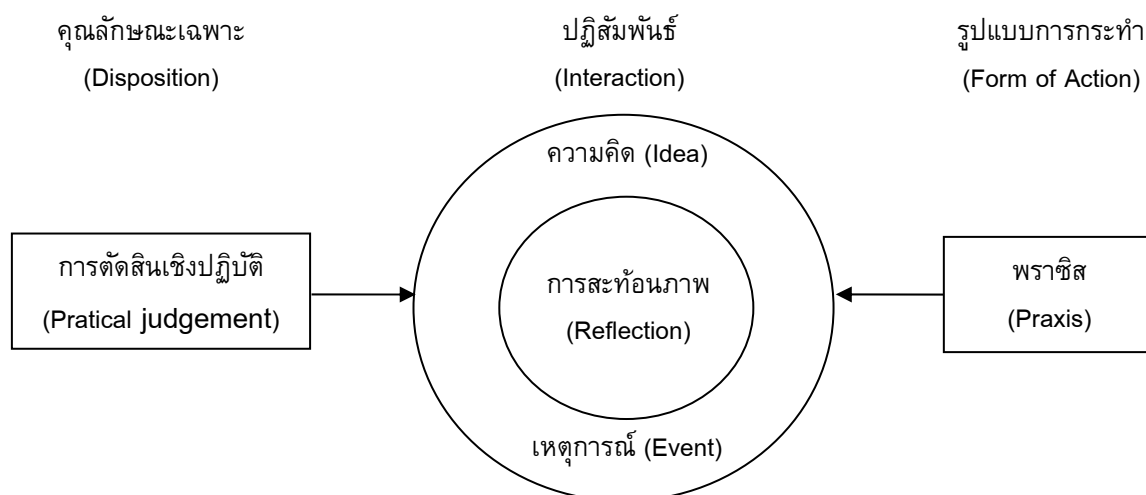 คุณลักษณะเฉพาะ
(Disposition)
ปฏิสัมพันธ์
(Interaction)
รูปแบบการกระทำ
(Form of Action)
ความคิด (Idea)
การตัดสินเชิงปฏิบัติ
(Pratical judgement)
การสะท้อนภาพ
(Reflection)
พราซิส
(Praxis)
เหตุการณ์ (Event)